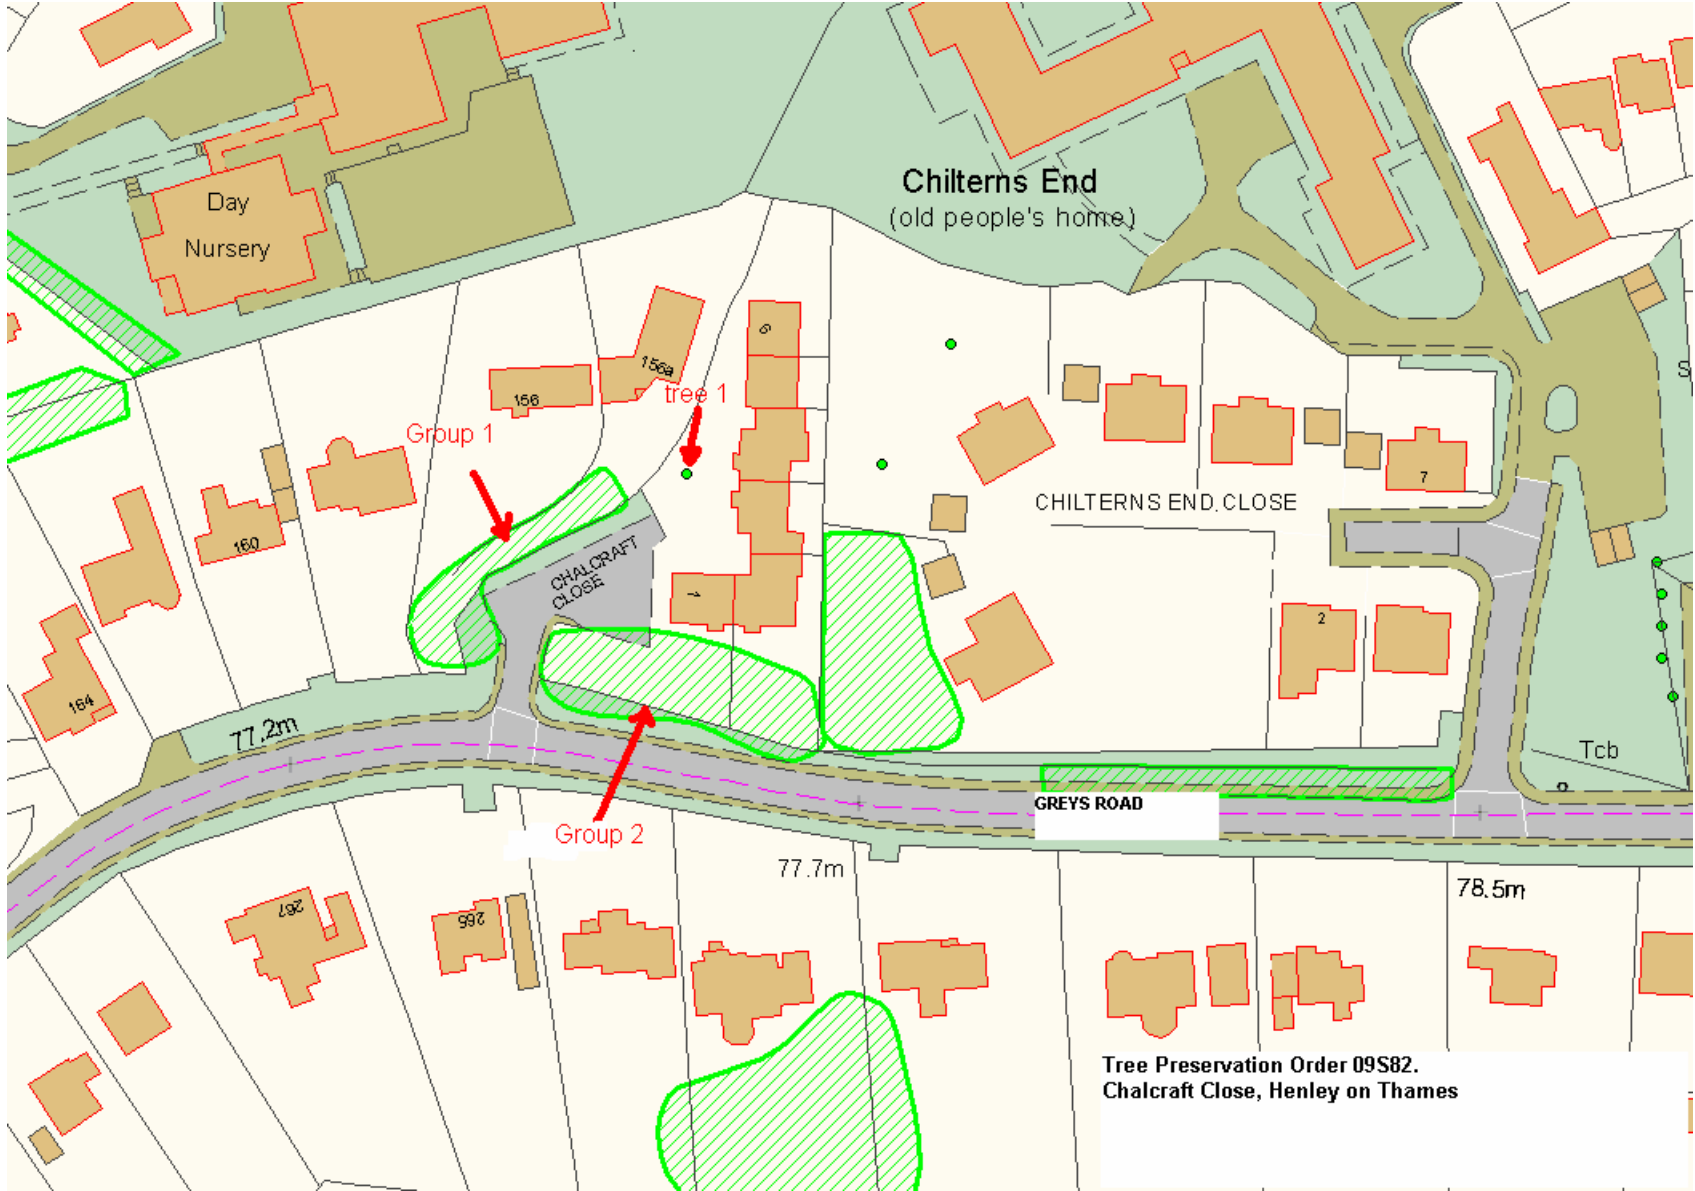 Day
Nursery
Chilterns End
(old people's home)
S
6
156a
156
tree 1
Group 1
CHILTERNS END CLOSE
7
160
CHALCRAFT
CLOSE
1
2
164
77.2m
Tcb
GREYS ROAD
Group 2
77.7m
78.5m
267
265
Tree Preservation Order 09S82.
Chalcraft Close, Henley on Thames